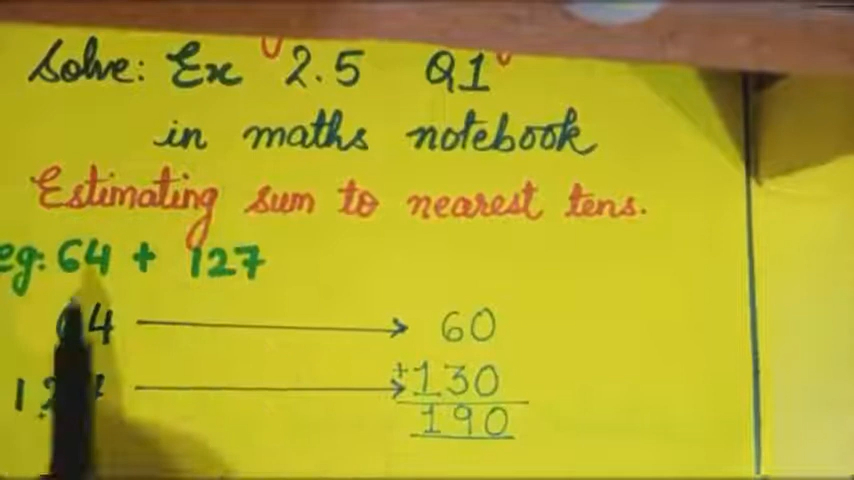 Solve: Ex 2.5 Q1
in maths notebook
Estimating sum to nearest tens.
eg: 64 + 127
4 → 60
1 → + 130
190